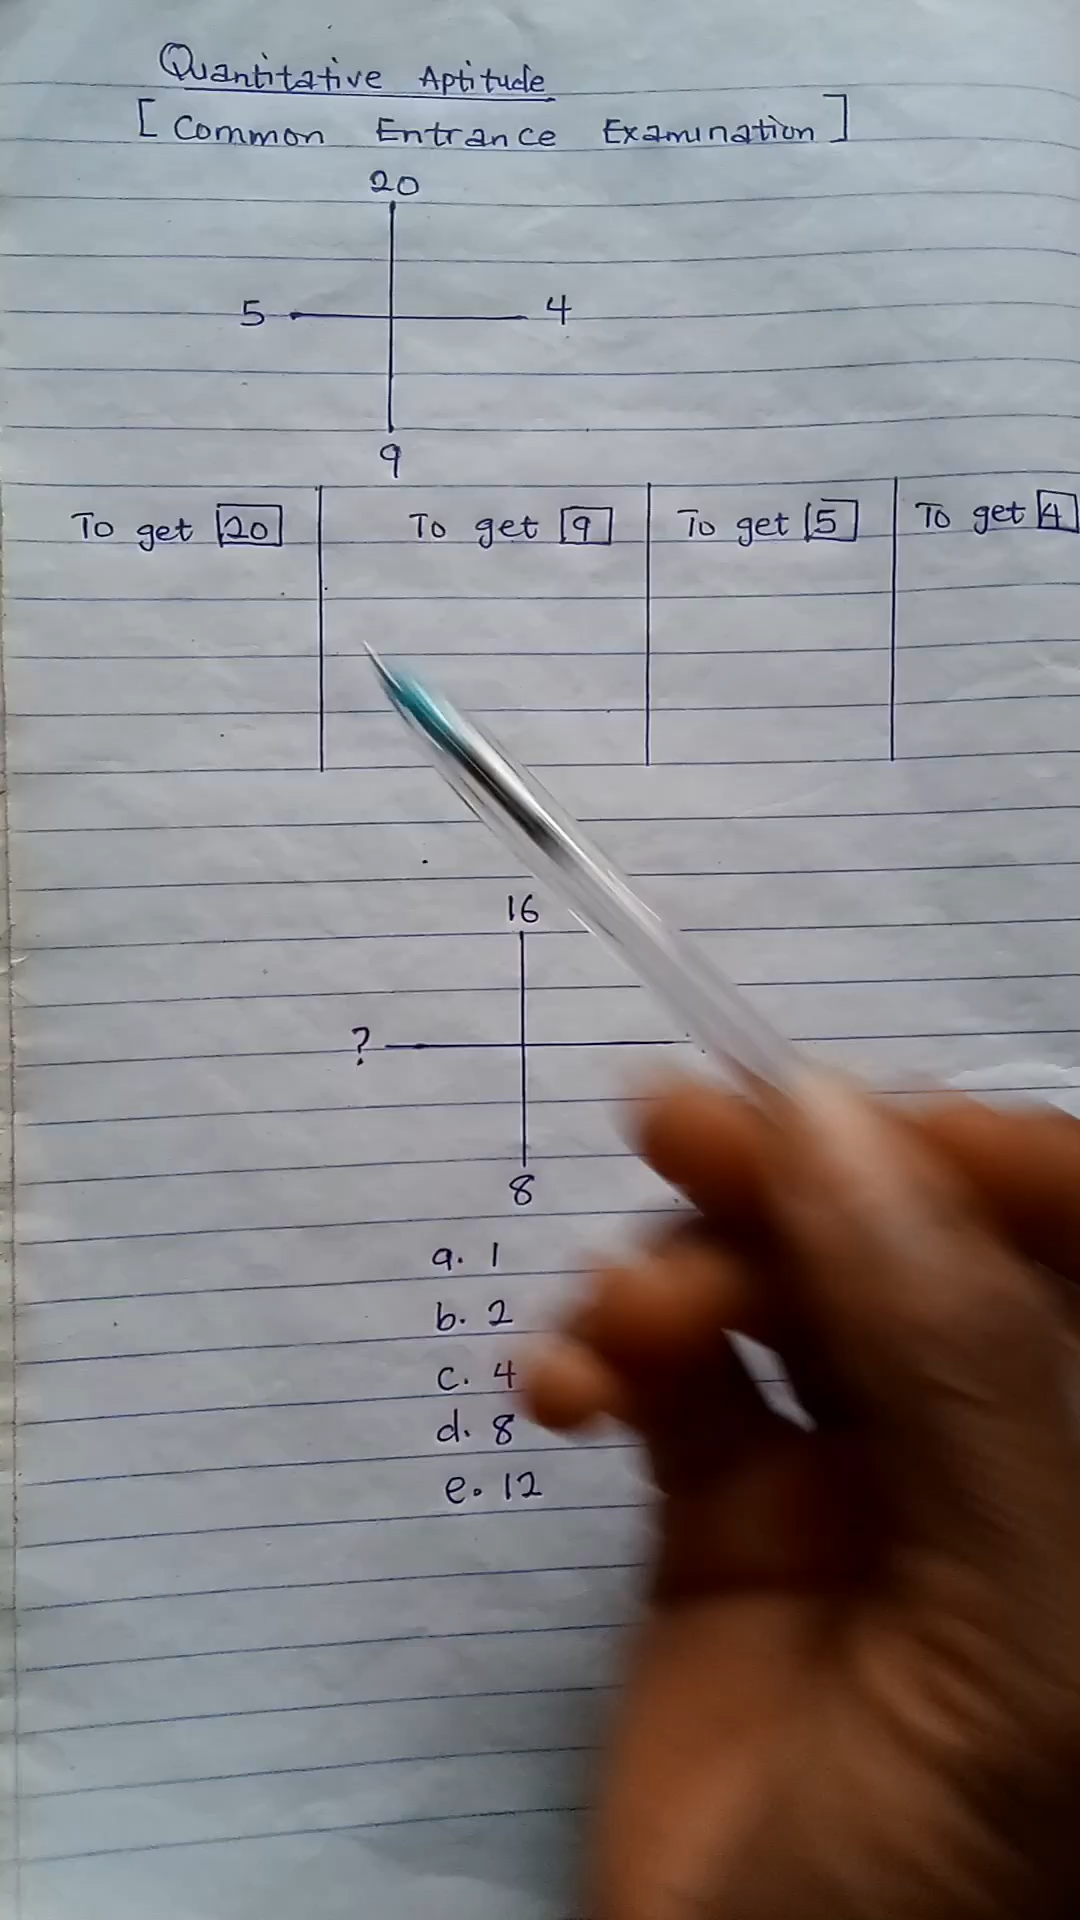 Quantitative Aptitude
[Common Entrance Examination]
20
5 4
9
To get 20 To get 9 To get 5 To get 4
16
?
8
a. 1
b. 2
c. 4
d. 8
e. 12